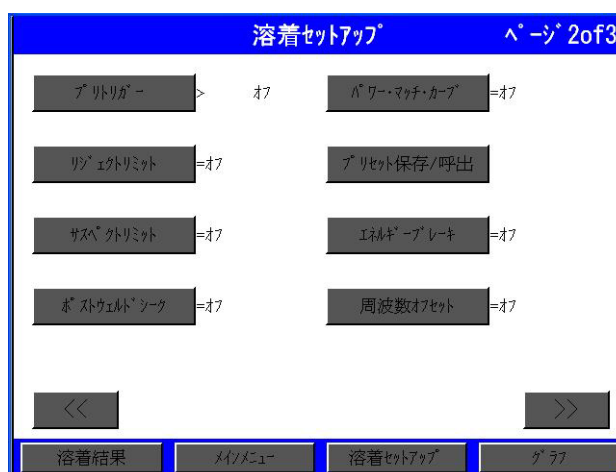 溶着ｾｯﾄｱｯﾌﾟ ﾍﾟｰｼﾞ 2of3
ﾌﾟﾘﾄﾘｶﾞｰ > ｵﾌ ﾊﾟﾜｰ・ﾏｯﾁ・ｶｰﾌﾞ =ｵﾌ
ﾘｼﾞｪｸﾄﾘﾐｯﾄ =ｵﾌ ﾌﾟﾘｾｯﾄ保存/呼出
ｻｽﾍﾟｸﾄﾘﾐｯﾄ =ｵﾌ ｴﾈﾙｷﾞｰﾌﾞﾚｰｷ =ｵﾌ
ﾎﾟｽﾄｳｪﾙﾄﾞｼｰｸ =ｵﾌ 周波数ｵﾌｾｯﾄ =ｵﾌ
<< >>
溶着結果 ﾒｲﾝﾒﾆｭｰ 溶着ｾｯﾄｱｯﾌﾟ ｸﾞﾗﾌ